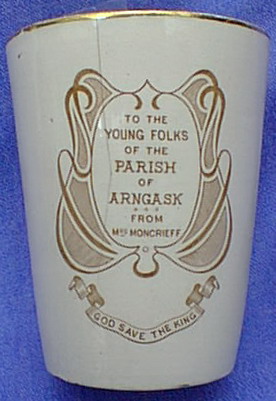 TO THE
YOUNG FOLKS
OF THE
PARISH
OF
ARNGASK
FROM
MRS MONCRIEFF
GOD SAVE THE KING